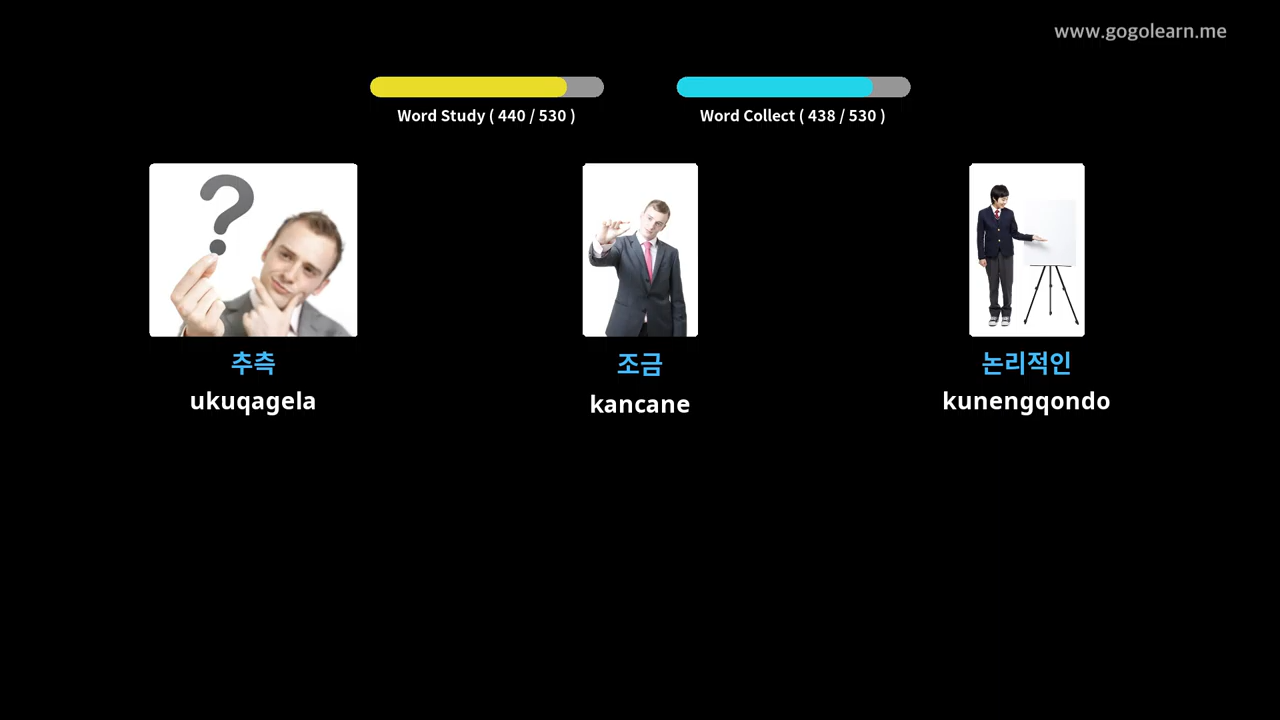 www.gogolearn.me
Word Study ( 440 / 530 )
Word Collect ( 438 / 530 )
추측
조금
논리적인
ukuqagela
kancane
kunengqondo